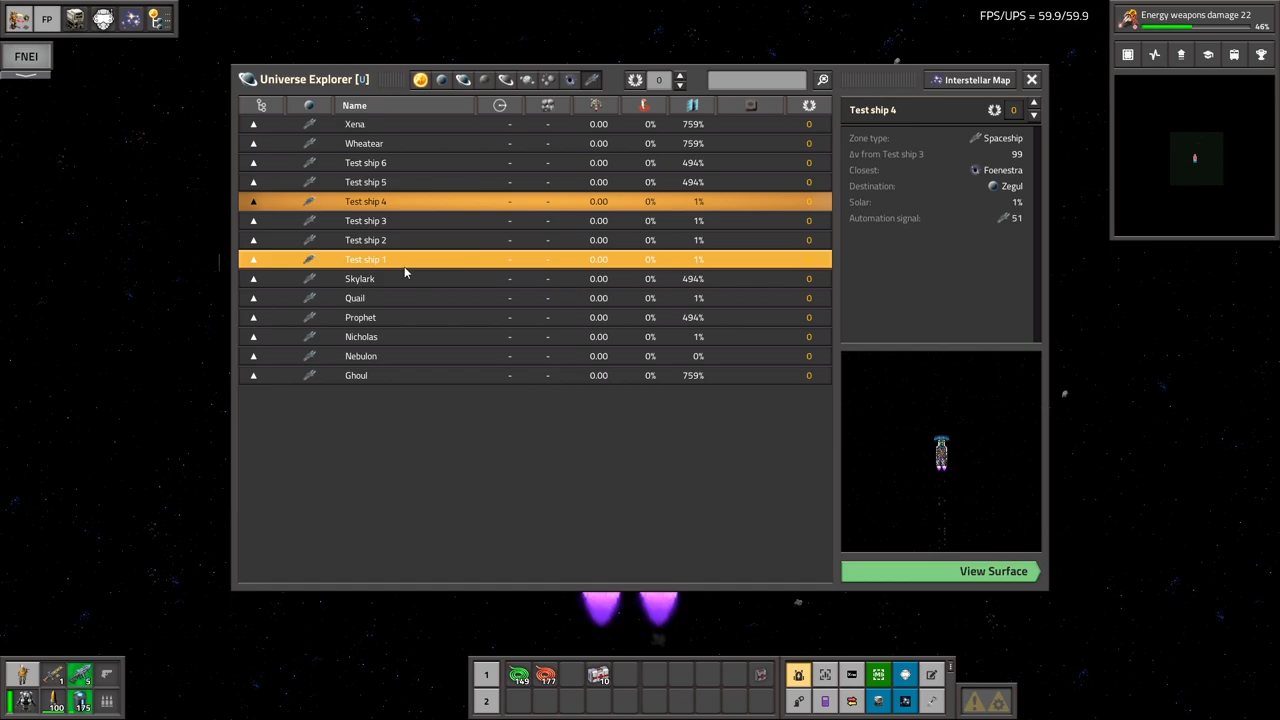 FP
FPS/UPS = 59.9/59.9
Energy weapons damage 22
46%
FNEI
Universe Explorer [U]
0
Interstellar Map
Name
Xena - - 0.00 0% 759% 0
Wheatear - - 0.00 0% 759% 0
Test ship 6 - - 0.00 0% 494% 0
Test ship 5 - - 0.00 0% 494% 0
Test ship 4 - - 0.00 0% 1% 0
Test ship 3 - - 0.00 0% 1% 0
Test ship 2 - - 0.00 0% 1% 0
Test ship 1 - - 0.00 0% 1%
Skylark - - 0.00 0% 494% 0
Quail - - 0.00 0% 1% 0
Prophet - - 0.00 0% 494% 0
Nicholas - - 0.00 0% 1% 0
Nebulon - - 0.00 0% 0% 0
Ghoul - - 0.00 0% 759% 0
Test ship 4 0
Zone type: Spaceship
Δv from Test ship 3 99
Closest: Foenestra
Destination: Zegul
Solar: 1%
Automation signal: 51
View Surface
1
100 175
1 149 177 10
2